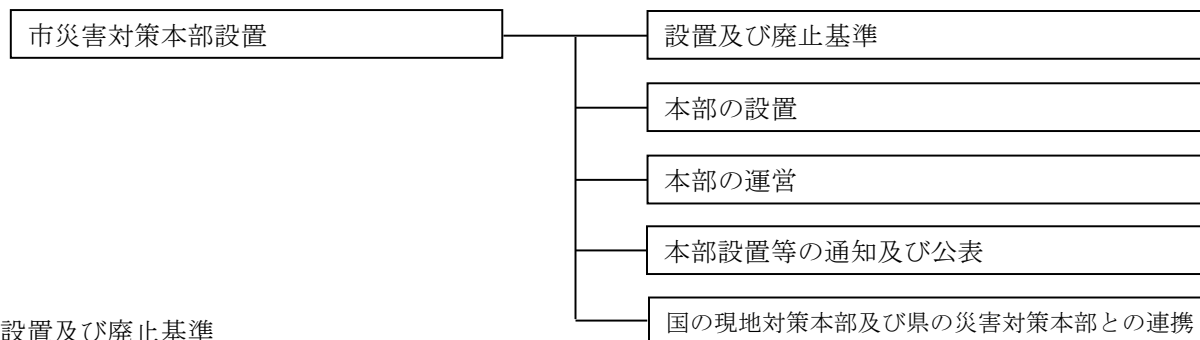 市災害対策本部設置
設置及び廃止基準
本部の設置
本部の運営
本部設置等の通知及び公表
国の現地対策本部及び県の災害対策本部との連携
設置及び廃止基準